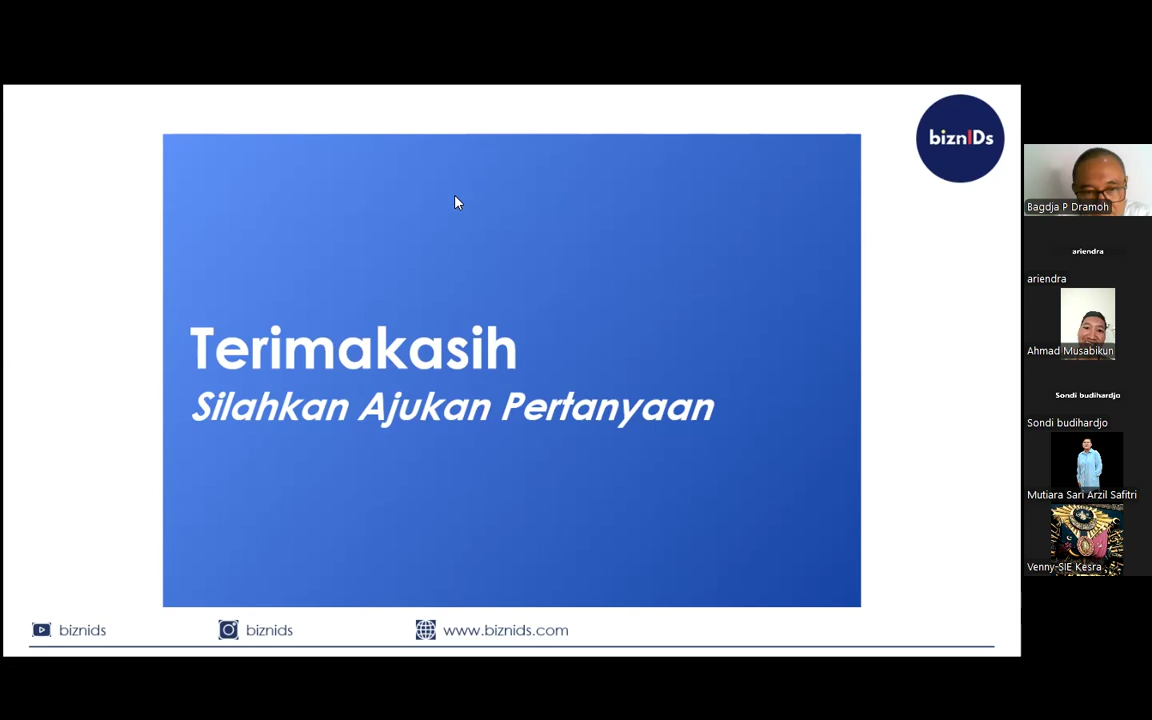 biznIDs
Terimakasih
Silahkan Ajukan Pertanyaan
biznids
biznids
www.biznids.com
Bagdja P Dramoh
ariendra
ariendra
Ahmad Musabikun
Sondi budihardjo
Sondi budihardjo
Mutiara Sari Arzil Safitri
Venny-SIE Kesra